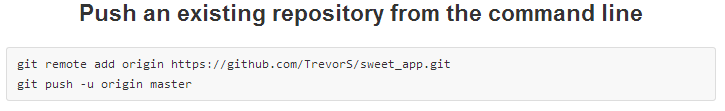 Push an existing repository from the command line
git remote add origin https://github.com/TrevorS/sweet_app.git
git push -u origin master